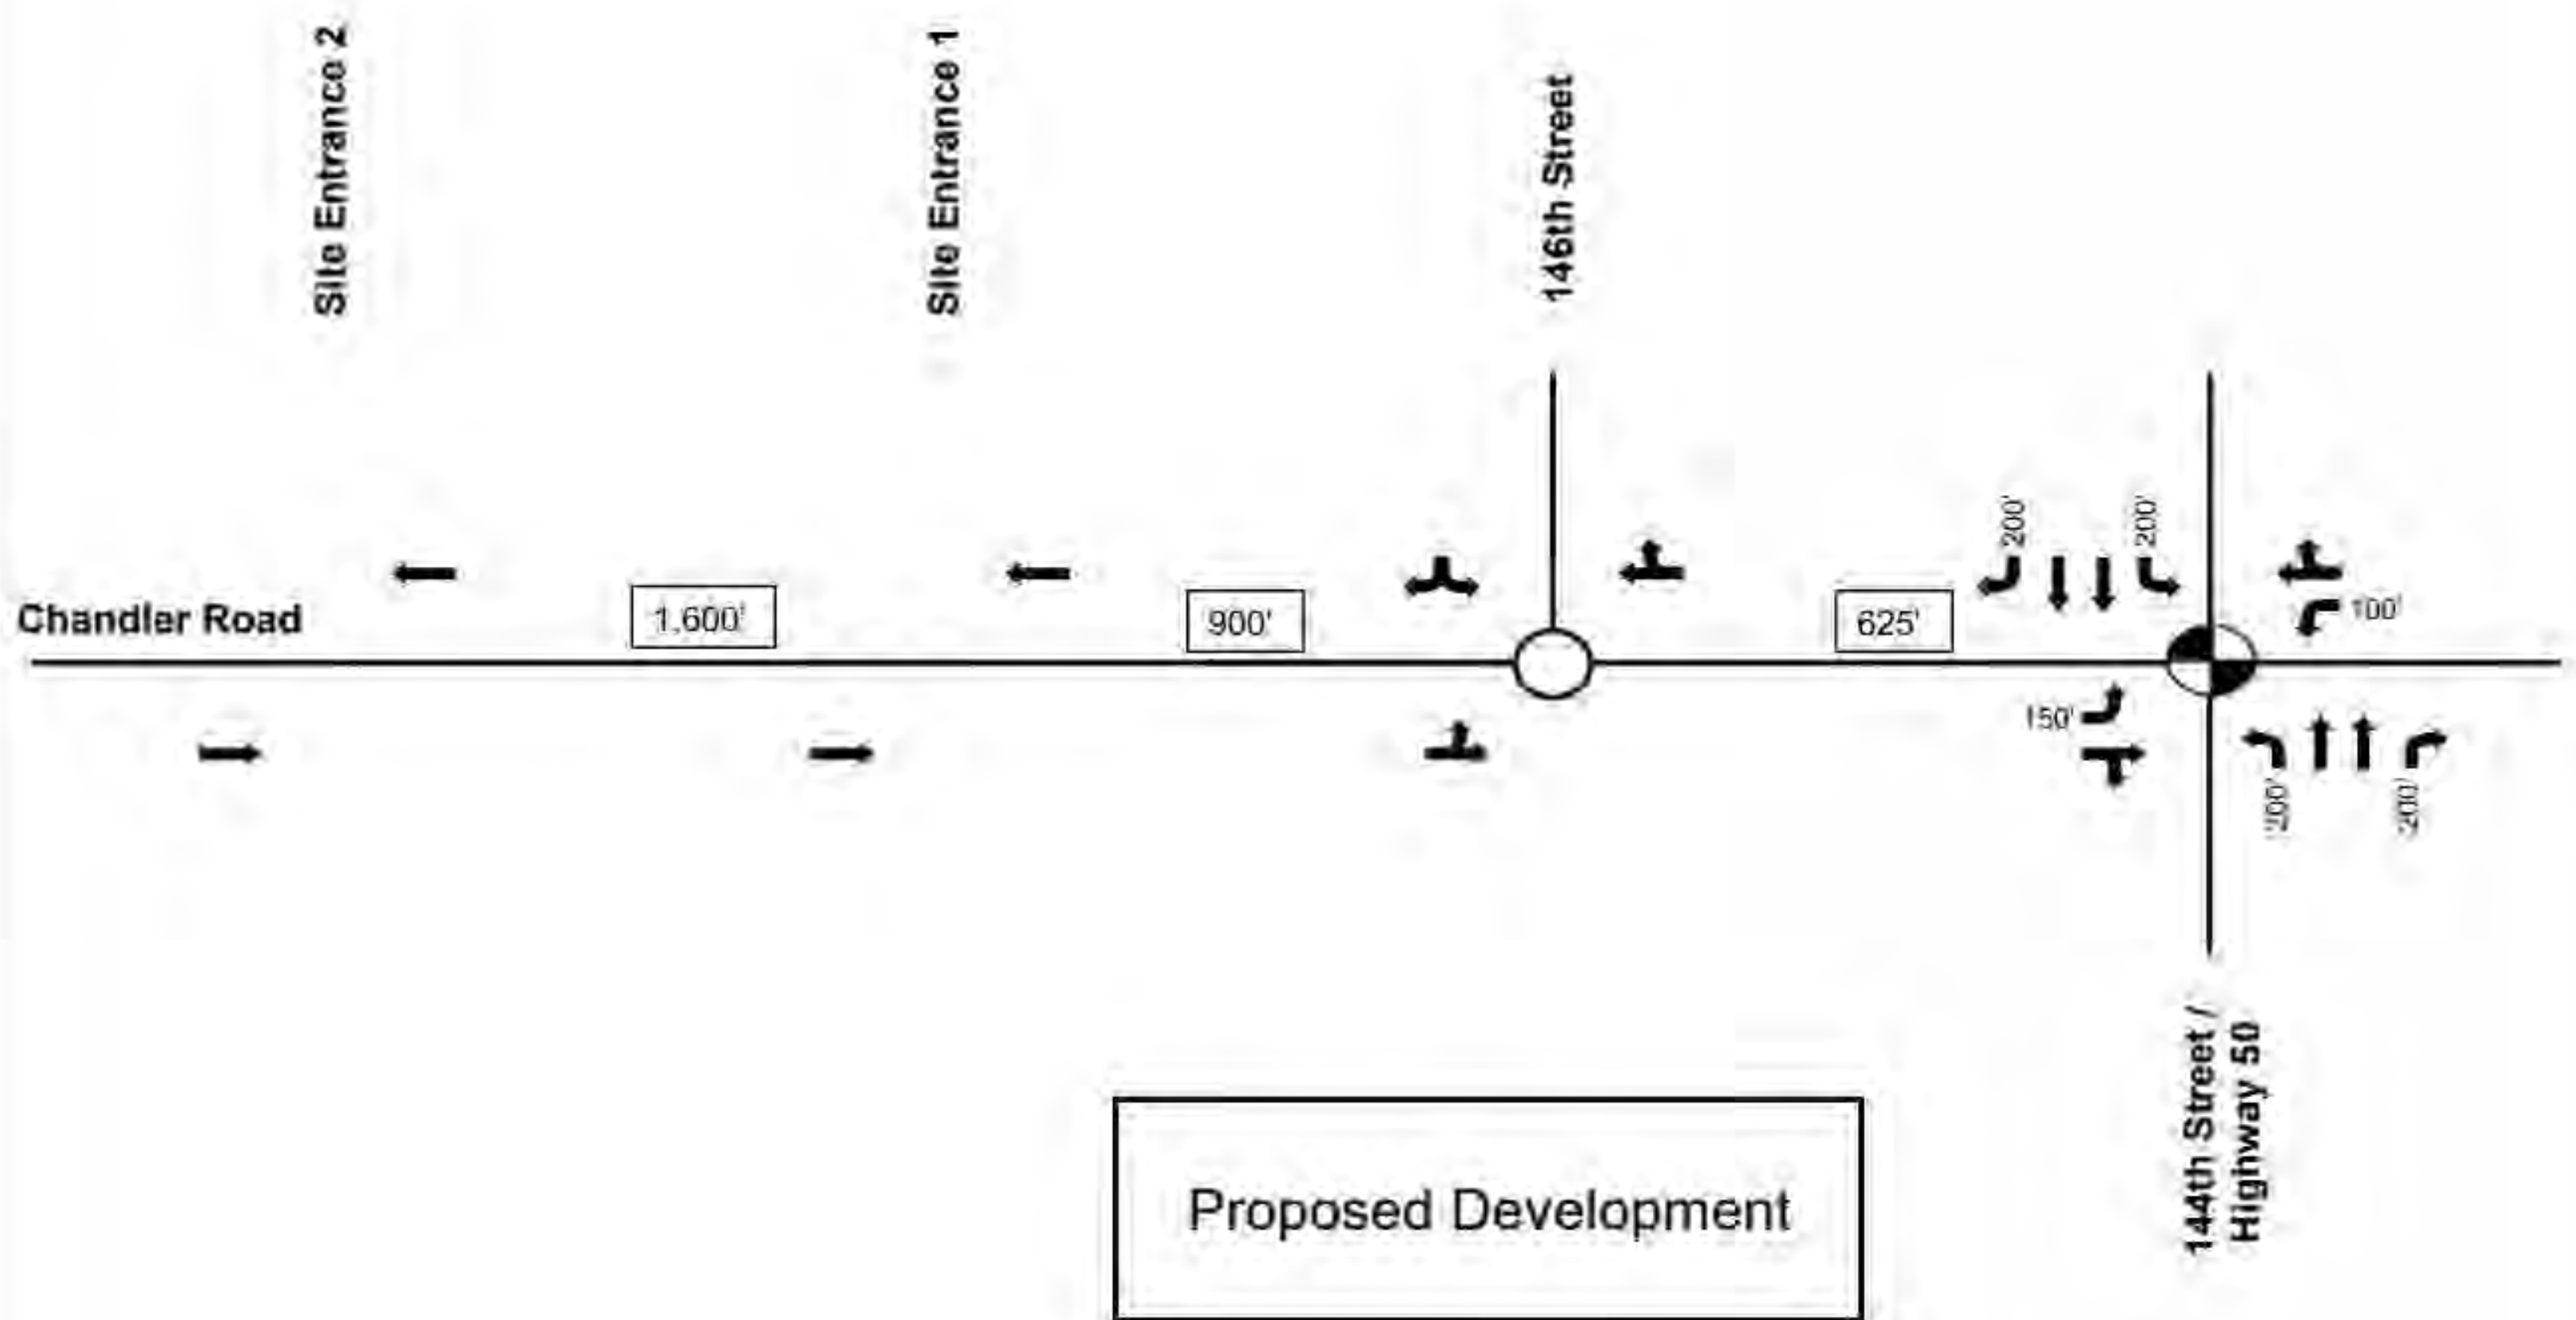 Site Entrance 2
Site Entrance 1
146th Street
200'
200'
100'
Chandler Road
1,600'
900'
625'
150'
200'
200'
144th Street /
Highway 50
Proposed Development